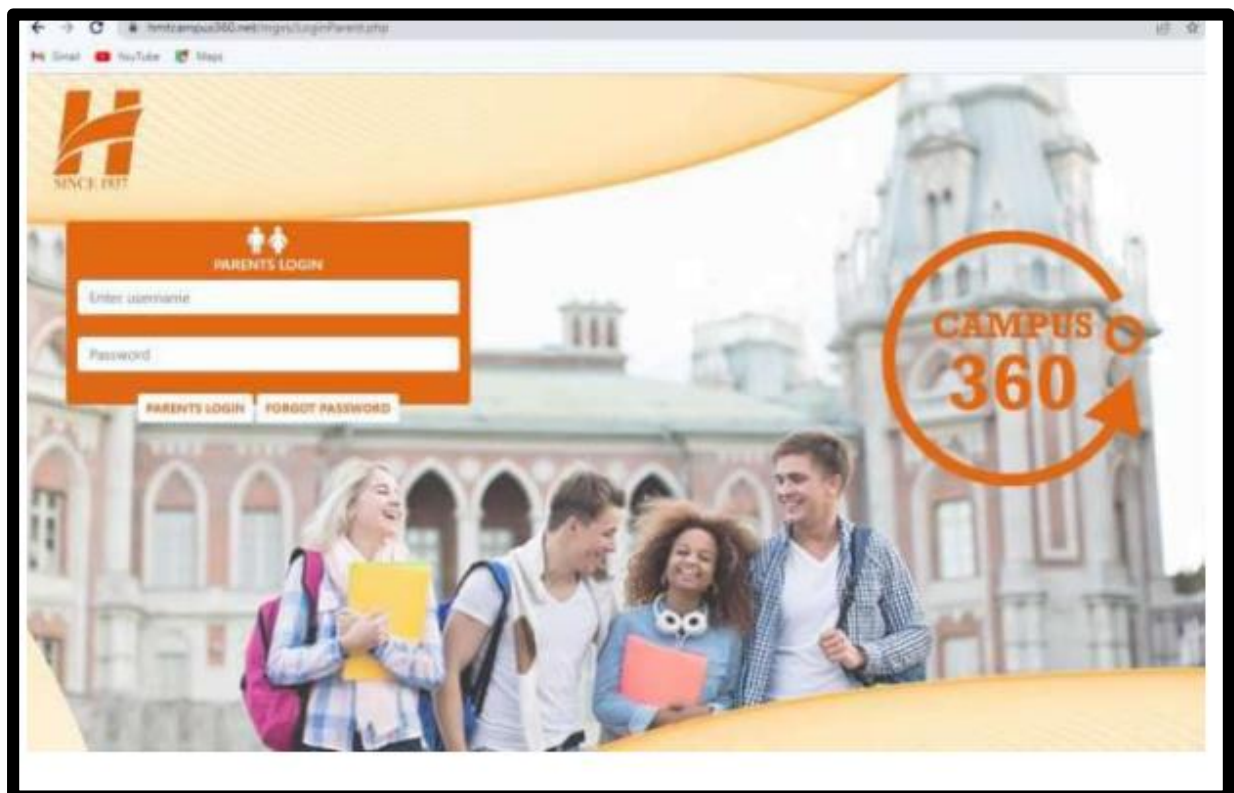 Gmail YouTube Maps
H
SINCE 1937
PARENTS LOGIN
Enter username
Password
PARENTS LOGIN FORGOT PASSWORD
CAMPUS
360